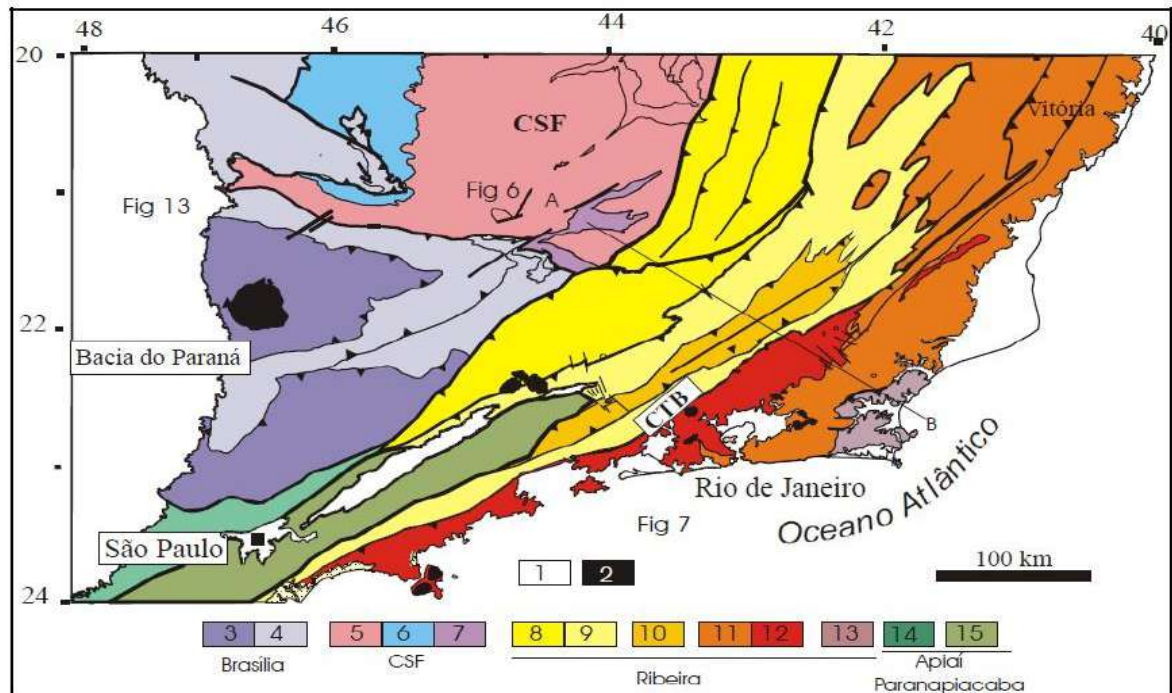 48 46 44 42 40
20
Vitória
CSF
Fig 6
A
Fig 13
22
Bacia do Paraná
CTB
B
Rio de Janeiro
Oceano Atlântico
Fig 7
São Paulo
1 2
100 km
24
3 4 5 6 7 8 9 10 11 12 13 14 15
Brasília CSF Ribeira Apiaí
Paranapiacaba